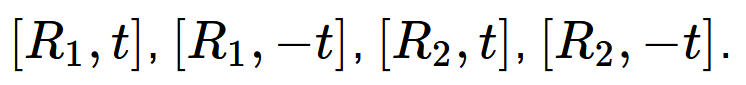 [R₁, t], [R₁, −t], [R₂, t], [R₂, −t].